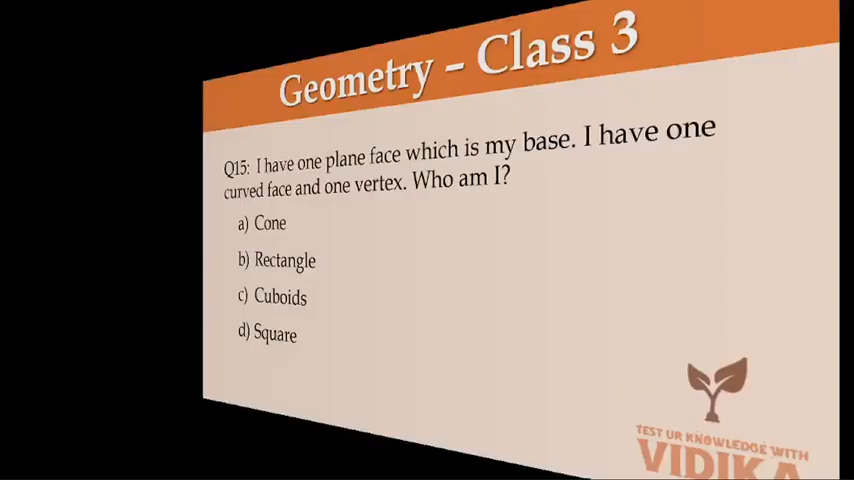 Geometry – Class 3
Q15: I have one plane face which is my base. I have one
curved face and one vertex. Who am I?
a) Cone
b) Rectangle
c) Cuboids
d) Square
TEST UR KNOWLEDGE WITH
VIDIKA